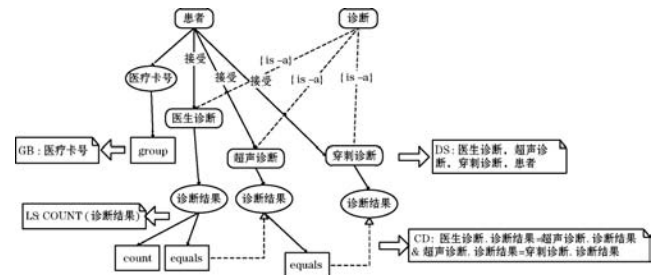 患者
诊断
{is -a}
接受
接受
{is -a}
接受
{is -a}
医疗卡号
医生诊断
GB：医疗卡号
group
超声诊断
穿刺诊断
DS：医生诊断，超声诊
断，穿刺诊断，患者
诊断结果
诊断结果
诊断结果
LS: COUNT（诊断结果）
count
equals
equals
CD：医生诊断.诊断结果=超声诊断.诊断结果
& 超声诊断.诊断结果=穿刺诊断.诊断结果